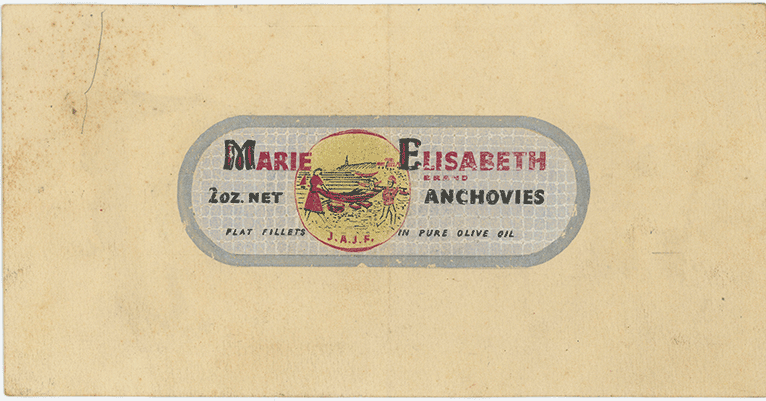 MARIE ELISABETH
BRAND
2OZ. NET ANCHOVIES
FLAT FILLETS IN PURE OLIVE OIL
J.A.J.F.